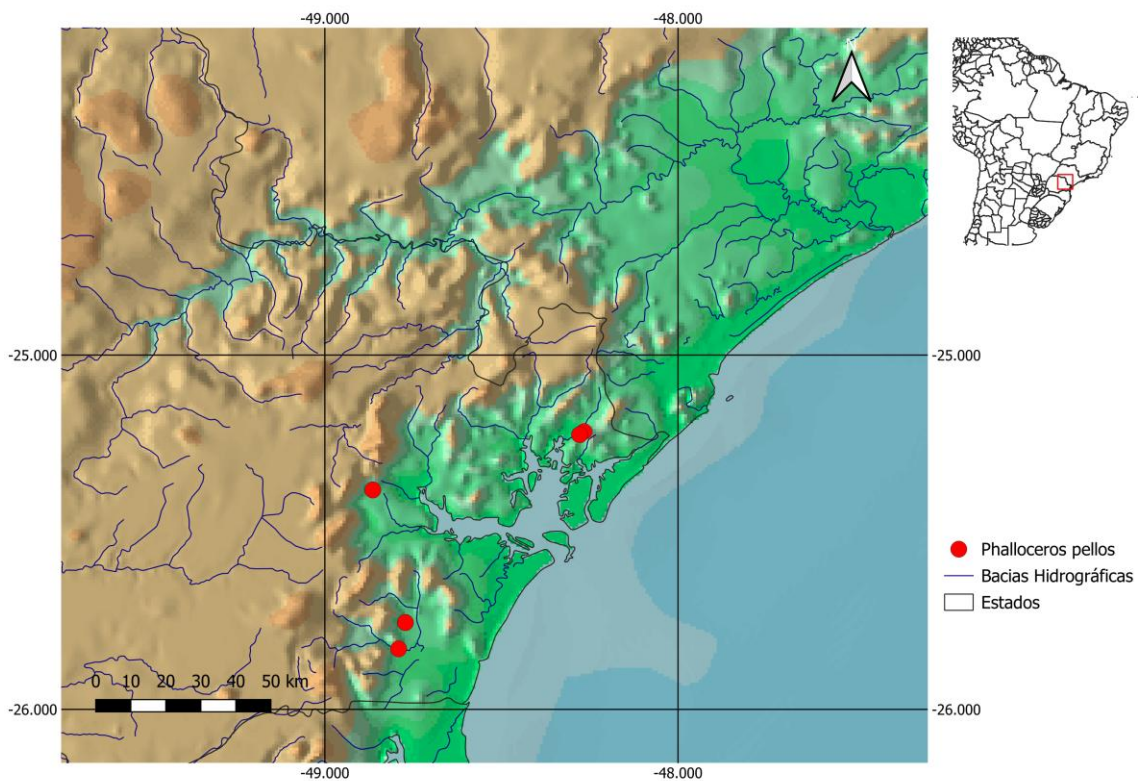 -49.000 -48.000
-25.000 -25.000
Phalloceros pellos
Bacias Hidrográficas
Estados
0 10 20 30 40 50 km
-26.000 -26.000
-49.000 -48.000